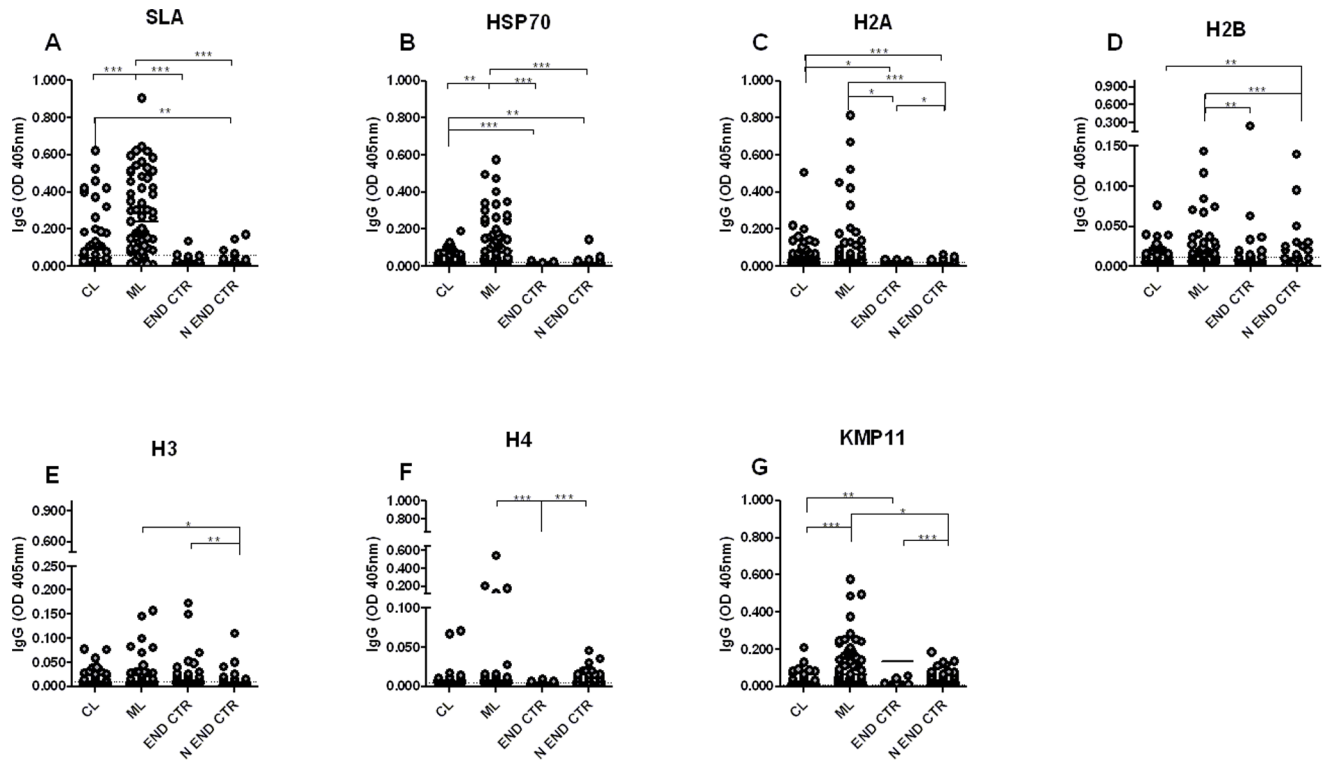 SLA
A
***
*** ***
**
IgG (OD 405nm)
1.000
0.800
0.600
0.400
0.200
0.000
CL
ML
END CTR
N END CTR
HSP70
B
***
** ***
**
***
IgG (OD 405nm)
1.000
0.800
0.600
0.400
0.200
0.000
CL
ML
END CTR
N END CTR
H2A
C
***
*
***
*
*
IgG (OD 405nm)
1.000
0.800
0.600
0.400
0.200
0.000
CL
ML
END CTR
N END CTR
H2B
D
**
***
**
IgG (OD 405nm)
0.900
0.600
0.300
0.150
0.100
0.050
0.000
CL
ML
END CTR
N END CTR
H3
E
*
**
IgG (OD 405nm)
0.900
0.600
0.250
0.200
0.150
0.100
0.050
0.000
CL
ML
END CTR
N END CTR
H4
F
*** ***
IgG (OD 405nm)
1.000
0.800
0.600
0.400
0.200
0.100
0.050
0.000
CL
ML
END CTR
N END CTR
KMP11
G
**
*
***
***
IgG (OD 405nm)
1.000
0.800
0.600
0.400
0.200
0.000
CL
ML
END CTR
N END CTR